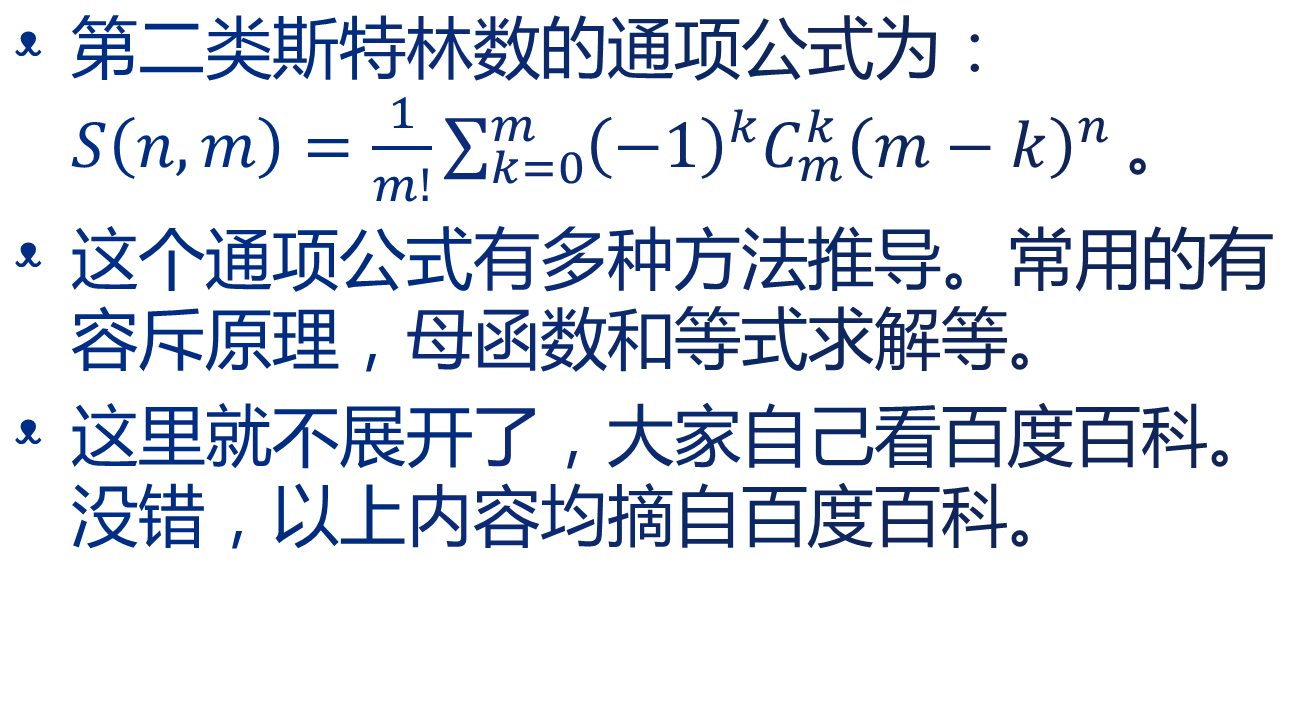 第二类斯特林数的通项公式为：
S(n,m) = \frac{1}{m!}\sum_{k=0}^{m}(-1)^k C_m^k (m-k)^n 。
这个通项公式有多种方法推导。常用的有
容斥原理，母函数和等式求解等。
这里就不展开了，大家自己看百度百科。
没错，以上内容均摘自百度百科。